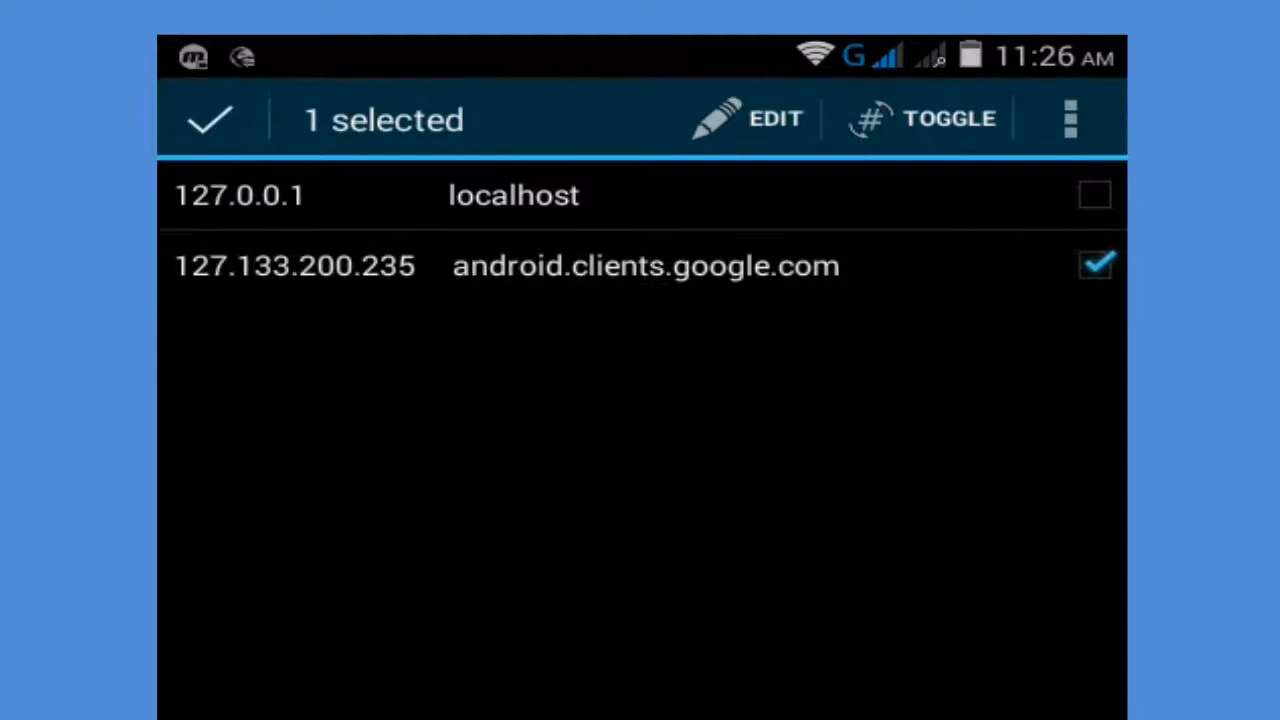 G 11:26 AM
1 selected EDIT # TOGGLE
127.0.0.1 localhost
127.133.200.235 android.clients.google.com